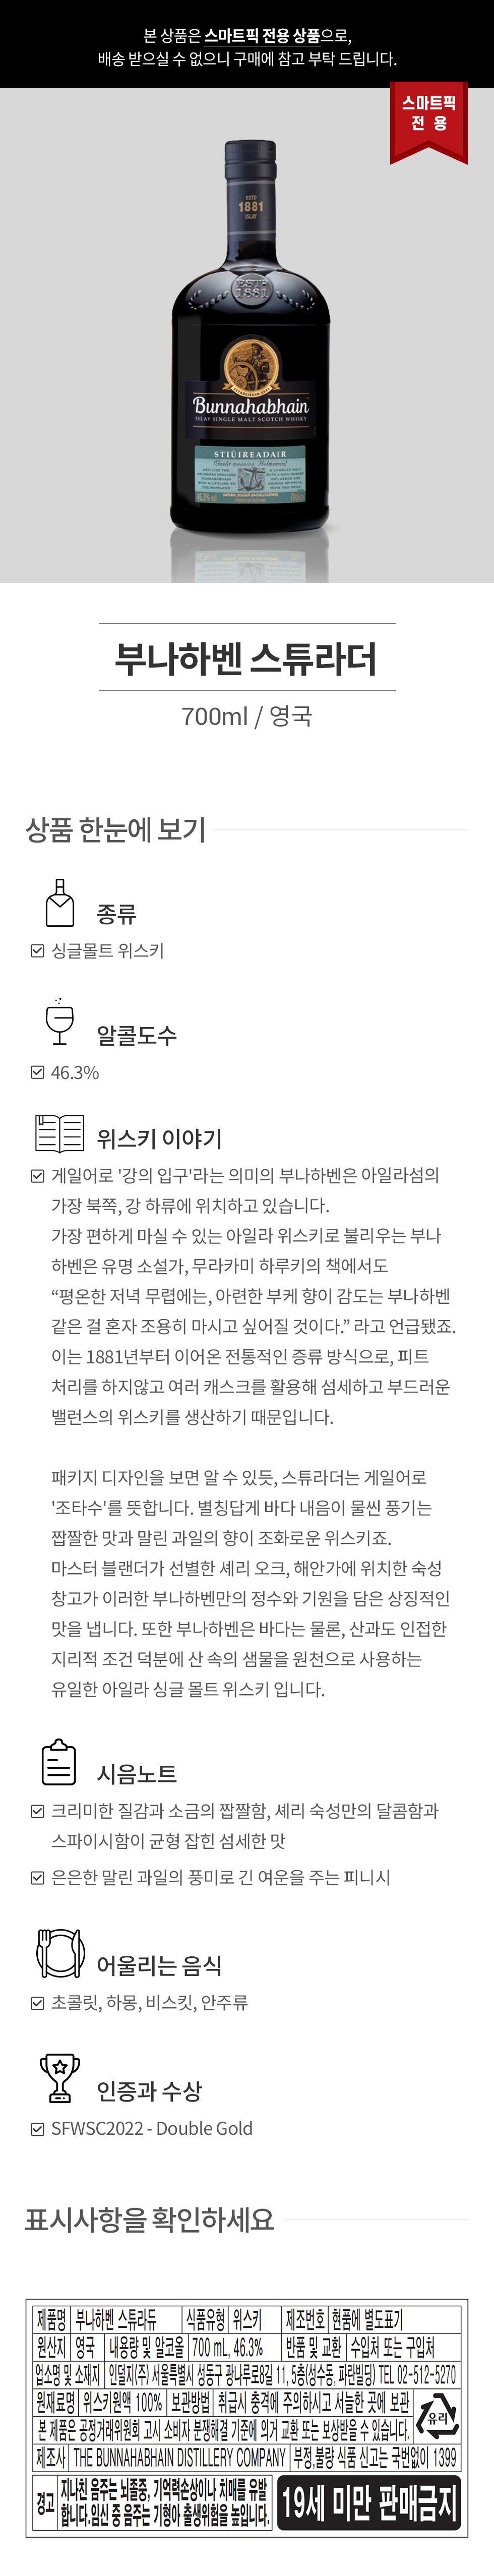 본 상품은 스마트픽 전용 상품으로,
배송 받으실 수 없으니 구매에 참고 부탁 드립니다.
스마트픽
전 용
ESTD
1881
ISLAY
ESTD
1881
Bunnahabhain
ISLAY SINGLE MALT SCOTCH WHISKY
STIÙIREADAIR
46.3% vol
부나하벤 스튜라더
700ml / 영국
상품 한눈에 보기
종류
싱글몰트 위스키
알콜도수
46.3%
위스키 이야기
게일어로 '강의 입구'라는 의미의 부나하벤은 아일라섬의
가장 북쪽, 강 하류에 위치하고 있습니다.
가장 편하게 마실 수 있는 아일라 위스키로 불리우는 부나
하벤은 유명 소설가, 무라카미 하루키의 책에서도
“평온한 저녁 무렵에는, 아련한 부케 향이 감도는 부나하벤
같은 걸 혼자 조용히 마시고 싶어질 것이다.” 라고 언급됐죠.
이는 1881년부터 이어온 전통적인 증류 방식으로, 피트
처리를 하지않고 여러 캐스크를 활용해 섬세하고 부드러운
밸런스의 위스키를 생산하기 때문입니다.
패키지 디자인을 보면 알 수 있듯, 스튜라더는 게일어로
'조타수'를 뜻합니다. 별칭답게 바다 내음이 물씬 풍기는
짭짤한 맛과 말린 과일의 향이 조화로운 위스키죠.
마스터 블랜더가 선별한 셰리 오크, 해안가에 위치한 숙성
창고가 이러한 부나하벤만의 정수와 기원을 담은 상징적인
맛을 냅니다. 또한 부나하벤은 바다는 물론, 산과도 인접한
지리적 조건 덕분에 산 속의 샘물을 원천으로 사용하는
유일한 아일라 싱글 몰트 위스키 입니다.
시음노트
크리미한 질감과 소금의 짭짤함, 셰리 숙성만의 달콤함과
스파이시함이 균형 잡힌 섬세한 맛
은은한 말린 과일의 풍미로 긴 여운을 주는 피니시
어울리는 음식
초콜릿, 하몽, 비스킷, 안주류
인증과 수상
SFWSC2022 - Double Gold
표시사항을 확인하세요
제품명 부나하벤 스튜라듀 식품유형 위스키 제조번호 현품에 별도표기
원산지 영국 내용량 및 알코올 700 mL, 46.3% 반품 및 교환 수입처 또는 구입처
업소명 및 소재지 인덜지(주) 서울특별시 성동구 광나루로8길 11, 5층(성수동, 파란빌딩) TEL 02-512-5270
원재료명 위스키원액 100% 보관방법 취급시 충격에 주의하시고 서늘한 곳에 보관
유리
본 제품은 공정거래위원회 고시 소비자 분쟁해결 기준에 의거 교환 또는 보상받을 수 있습니다.
제조사 THE BUNNAHABHAIN DISTILLERY COMPANY 부정,불량 식품 신고는 국번없이 1399
경고 지나친 음주는 뇌졸중, 기억력손상이나 치매를 유발
합니다.임신 중 음주는 기형아 출생위험을 높입니다.
19세 미만 판매금지